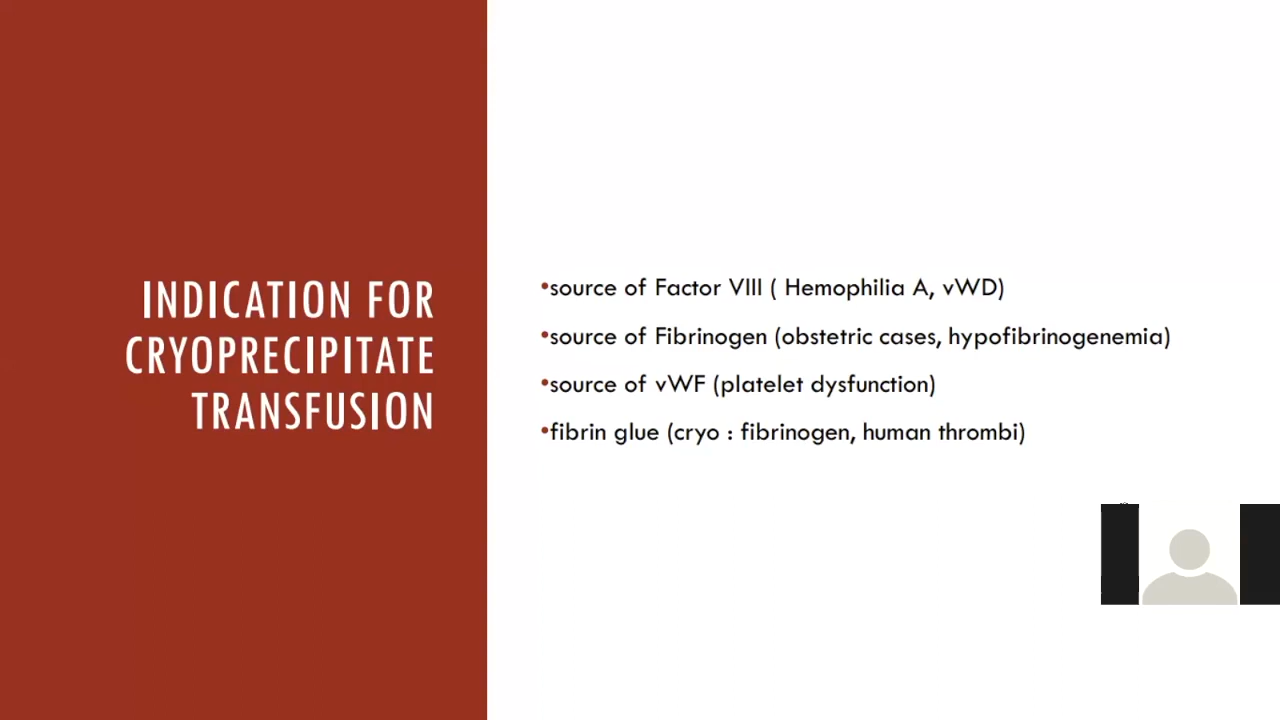 INDICATION FOR
CRYOPRECIPITATE
TRANSFUSION
•source of Factor VIII ( Hemophilia A, vWD)
•source of Fibrinogen (obstetric cases, hypofibrinogenemia)
•source of vWF (platelet dysfunction)
•fibrin glue (cryo : fibrinogen, human thrombi)